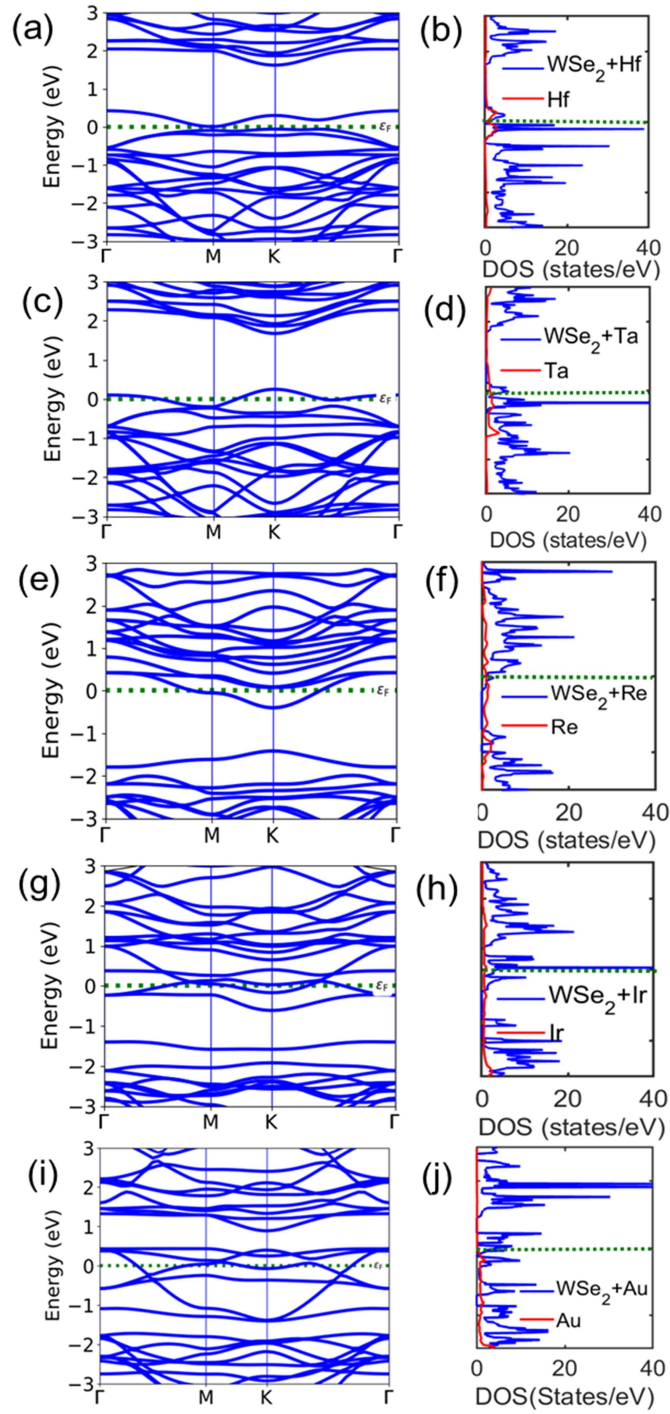 (a)
3
2
1
0
−1
−2
−3
Energy (eV)
εF
Γ
M
K
Γ
(b)
WSe2+Hf
Hf
0
20
40
DOS (states/eV)
(c)
3
2
1
0
−1
−2
−3
Energy (eV)
εF
Γ
M
K
Γ
(d)
WSe2+Ta
Ta
0
20
40
DOS (states/eV)
(e)
3
2
1
0
−1
−2
−3
Energy (eV)
εF
Γ
M
K
Γ
(f)
WSe2+Re
Re
0
20
40
DOS (states/eV)
(g)
3
2
1
0
−1
−2
−3
Energy (eV)
εF
Γ
M
K
Γ
(h)
WSe2+Ir
Ir
0
20
40
DOS (states/eV)
(i)
3
2
1
0
−1
−2
−3
Energy (eV)
εF
Γ
M
K
Γ
(j)
WSe2+Au
Au
0
20
40
DOS(States/eV)